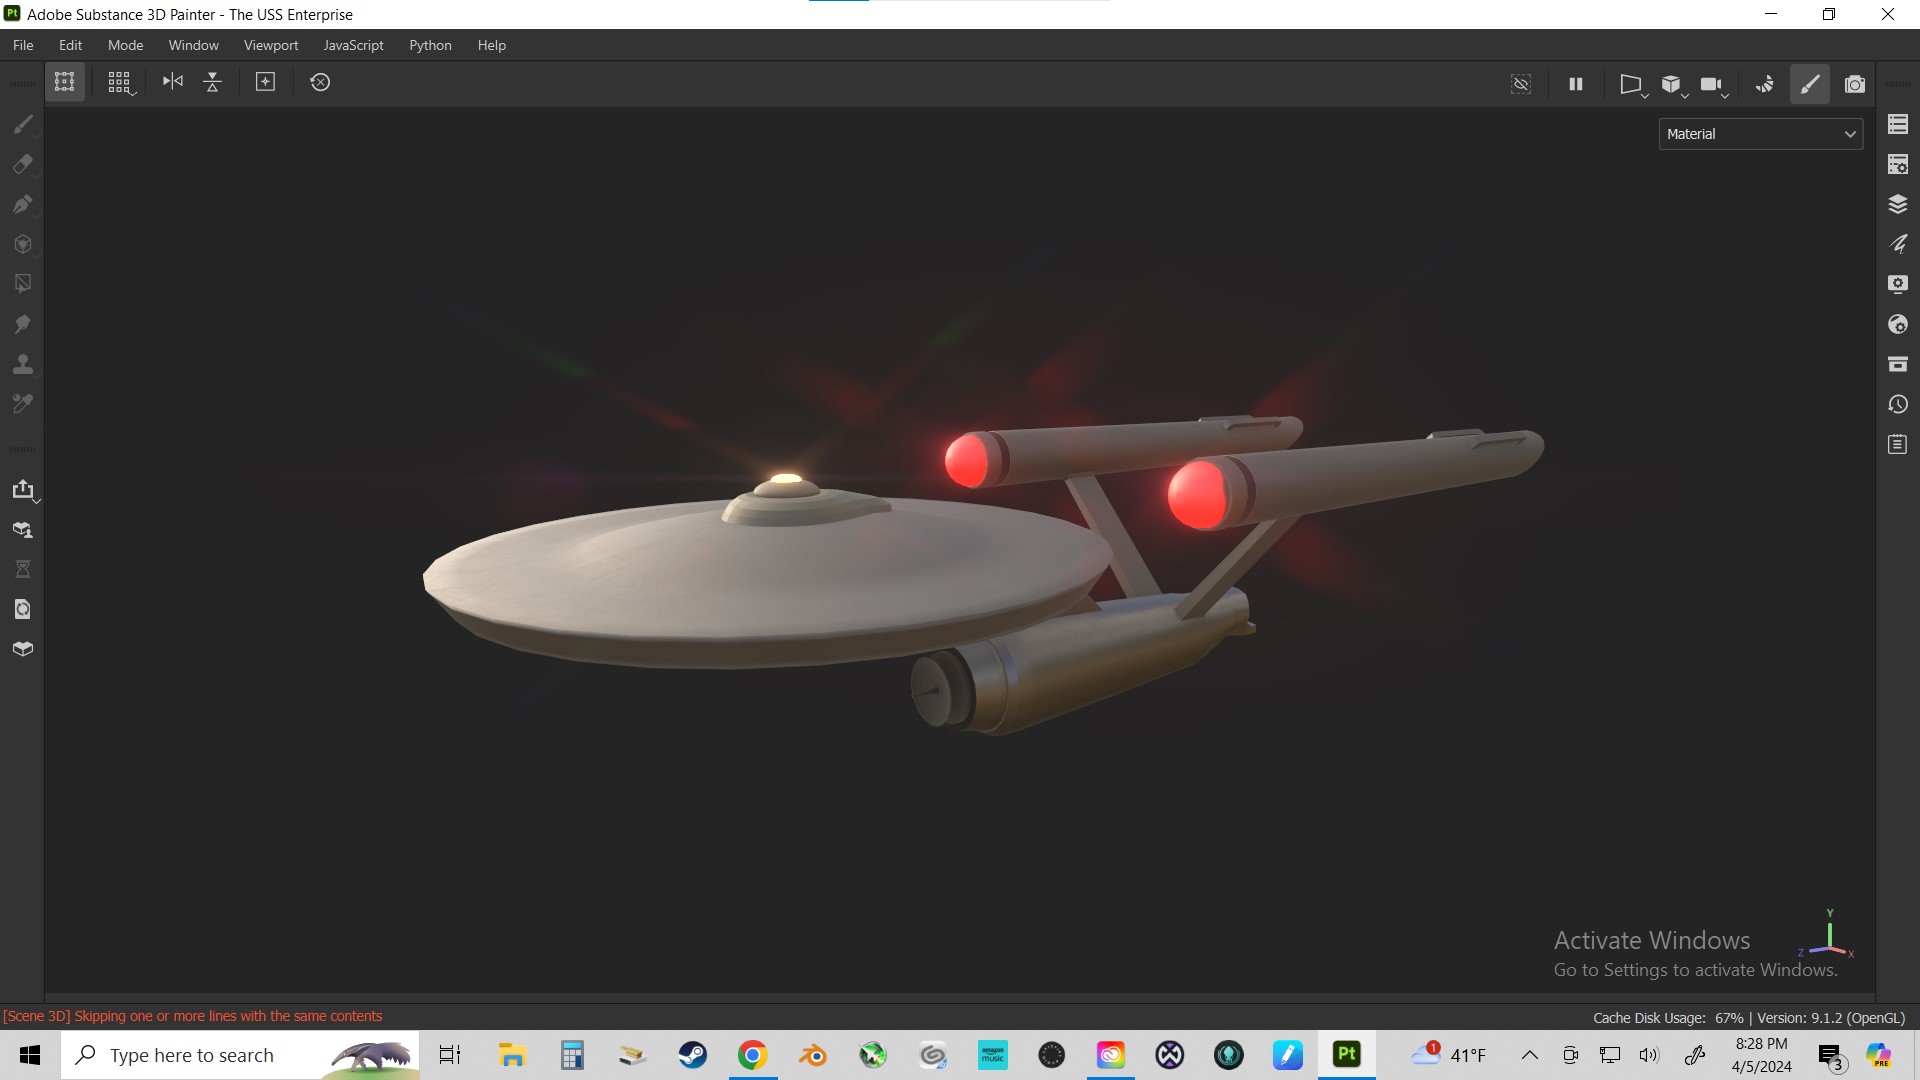 Pt Adobe Substance 3D Painter - The USS Enterprise
File Edit Mode Window Viewport JavaScript Python Help
Material
Y
Z X
Activate Windows
Go to Settings to activate Windows.
[Scene 3D] Skipping one or more lines with the same contents
Cache Disk Usage: 67% | Version: 9.1.2 (OpenGL)
Type here to search
amazon
music
Pt
1
41°F
8:28 PM
4/5/2024
3
PRE